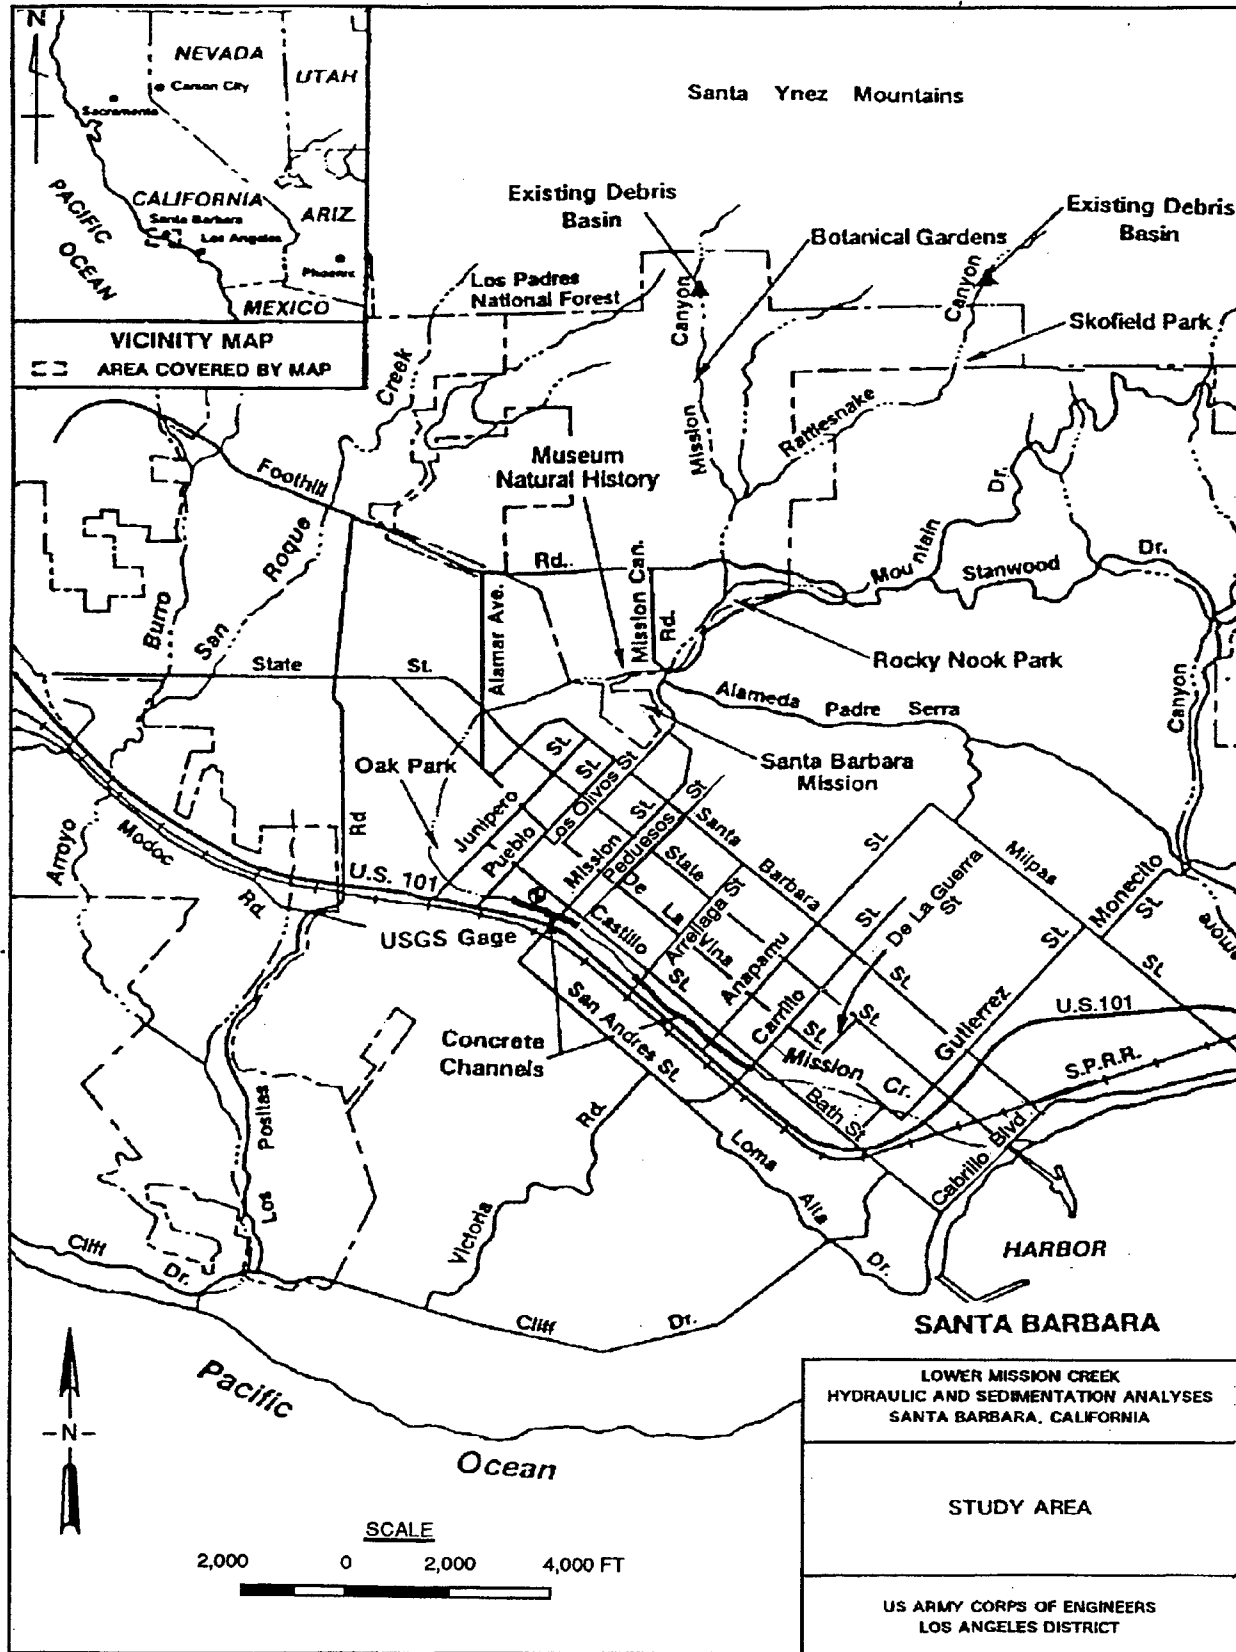 N
NEVADA
UTAH
Carson City
Sacramento
PACIFIC
OCEAN
CALIFORNIA
Santa Barbara
Los Angeles
ARIZ
Phoenix
MEXICO
VICINITY MAP
AREA COVERED BY MAP
Santa Ynez Mountains
Existing Debris
Basin
Botanical Gardens
Existing Debris
Basin
Los Padres
National Forest
Canyon
Canyon
Skofield Park
Creek
Mission
Rattlesnake
Museum
Natural History
Foothill
Rd.
Roque
San
Burro
Arroyo
Mission Can.
Rd.
Alamar Ave.
Mountain
Dr.
Stanwood
Dr.
State St.
Rocky Nook Park
Alameda Padre Serra
Canyon
Santa Barbara
Mission
Oak Park
Junipero
St.
Pueblo
St.
Los Olivos St
Mission
St.
Peduesos
St
Santa
Barbara
St.
State
St.
De
La
Vina
St.
Castillo
St.
Arrellaga St
Anapamu
St.
Carrillo
St.
De La Guerra
St
Milpas
St.
Monecito
St.
Gutierrez
St.
Modoc
Rd.
Rd
U.S. 101
USGS Gage
Concrete
Channels
San Andres St.
Mission Cr.
Bath St
U.S.101
S.P.R.R.
Cabrillo Blvd
Los
Positas
Victoria
Rd.
Loma
Alta
Dr.
Cliff
Dr.
Cliff
Dr.
HARBOR
SANTA BARBARA
Pacific
Ocean
N
SCALE
2,000 0 2,000 4,000 FT
LOWER MISSION CREEK
HYDRAULIC AND SEDIMENTATION ANALYSES
SANTA BARBARA, CALIFORNIA
STUDY AREA
US ARMY CORPS OF ENGINEERS
LOS ANGELES DISTRICT